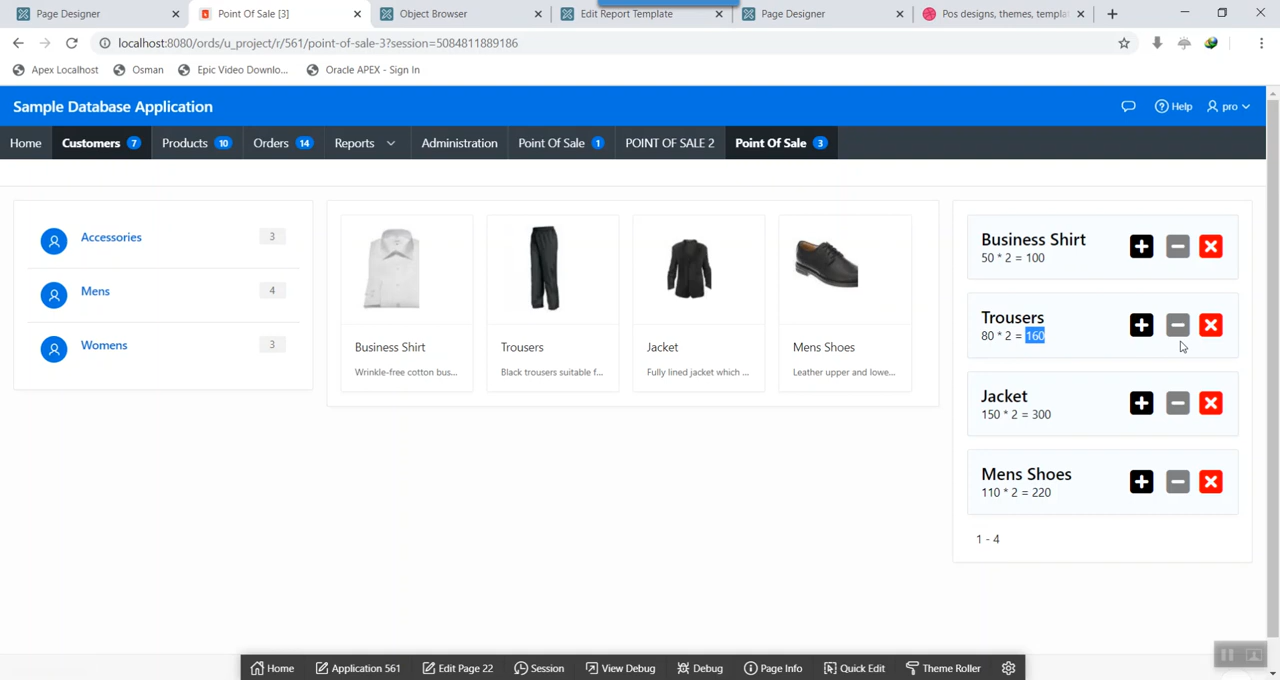 Page Designer
Point Of Sale [3]
Object Browser
Edit Report Template
Page Designer
Pos designs, themes, templat
localhost:8080/ords/u_project/r/561/point-of-sale-3?session=5084811889186
Apex Localhost
Osman
Epic Video Downlo...
Oracle APEX - Sign In
Sample Database Application
Help
pro
Home
Customers 7
Products 10
Orders 14
Reports
Administration
Point Of Sale 1
POINT OF SALE 2
Point Of Sale 3
Accessories 3
Mens 4
Womens 3
Business Shirt
Wrinkle-free cotton bus...
Trousers
Black trousers suitable f...
Jacket
Fully lined jacket which ...
Mens Shoes
Leather upper and lowe...
Business Shirt
50 * 2 = 100
Trousers
80 * 2 = 160
Jacket
150 * 2 = 300
Mens Shoes
110 * 2 = 220
1 - 4
Home
Application 561
Edit Page 22
Session
View Debug
Debug
Page Info
Quick Edit
Theme Roller